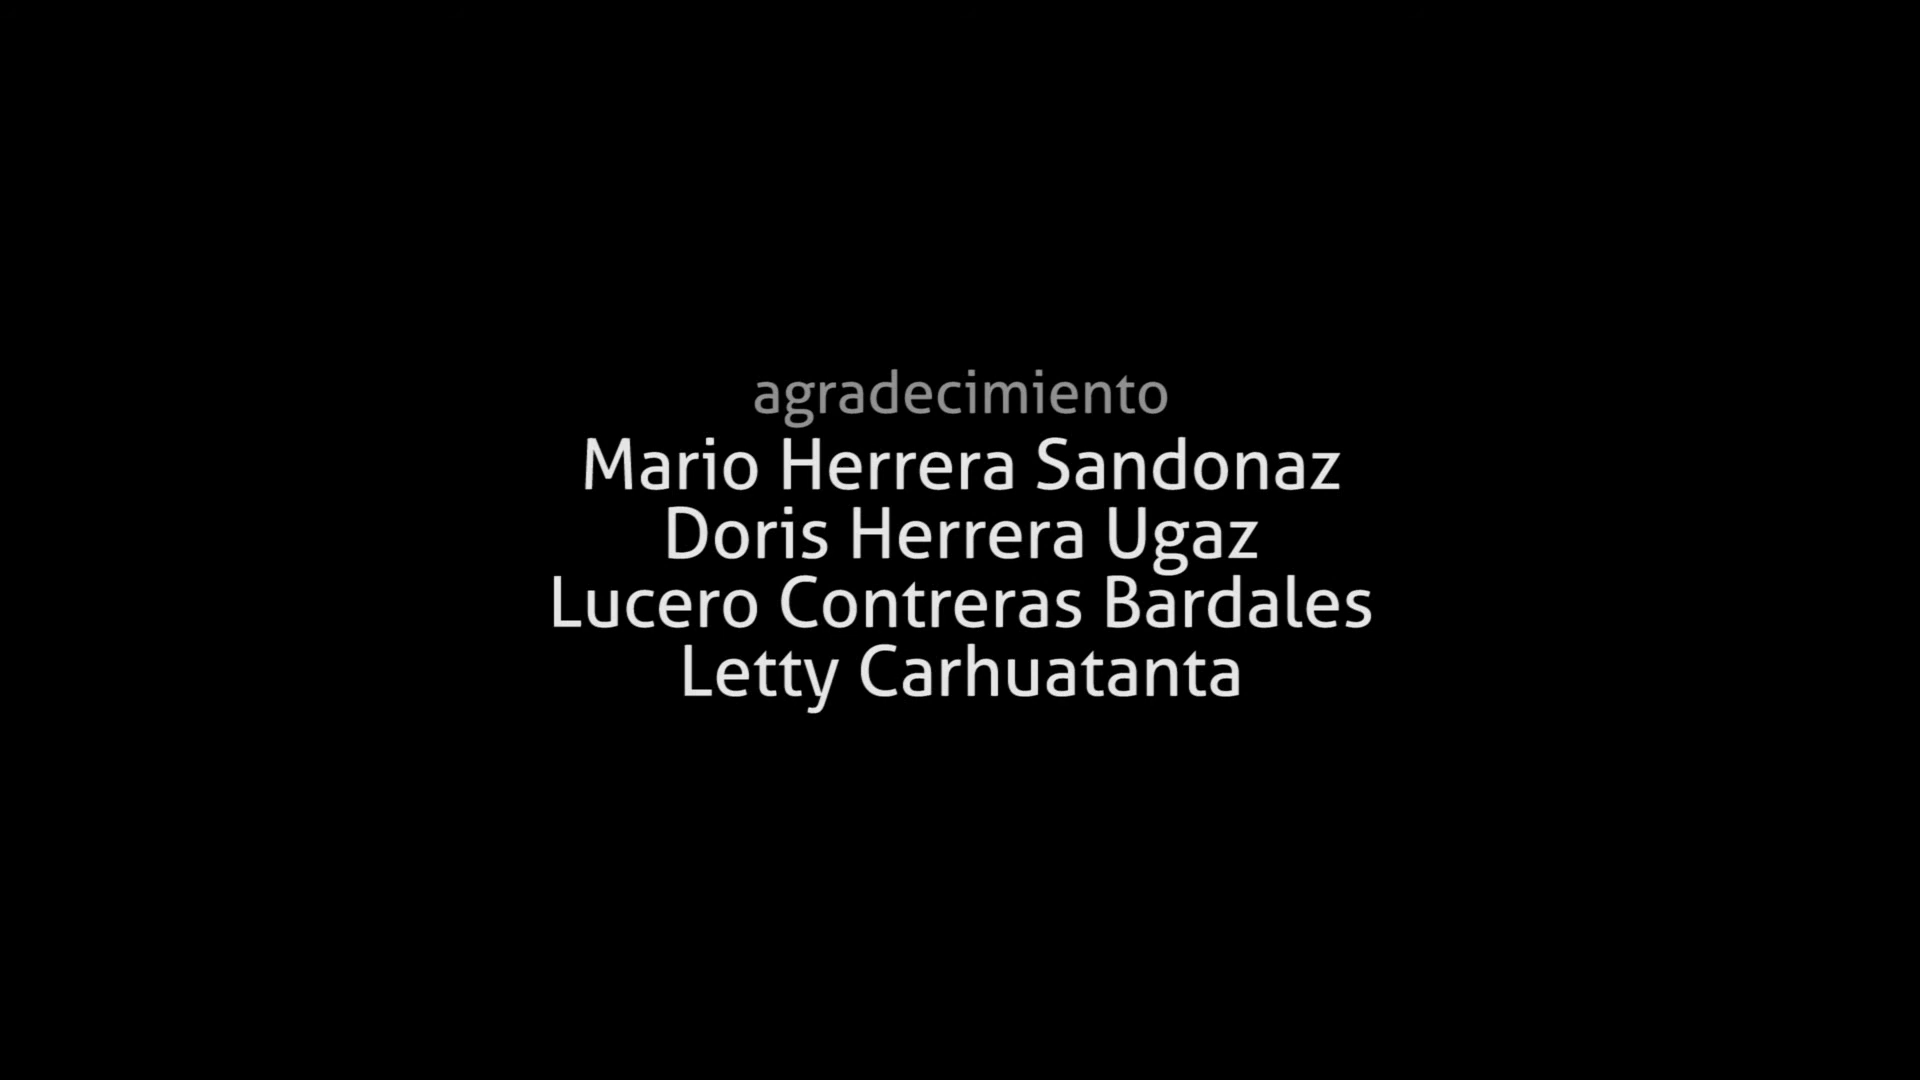 agradecimiento
Mario Herrera Sandonaz
Doris Herrera Ugaz
Lucero Contreras Bardales
Letty Carhuatanta